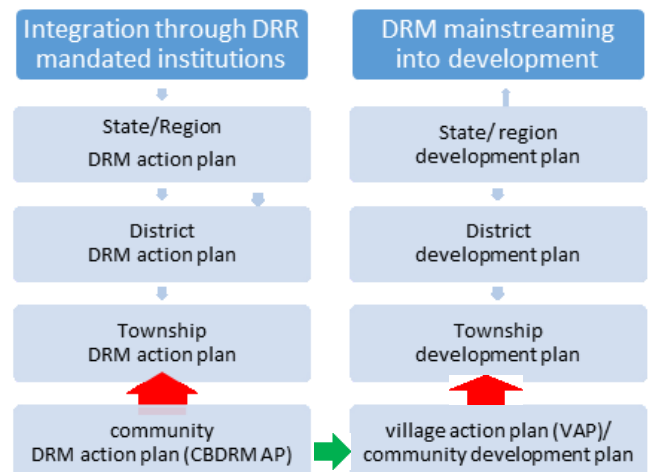 Integration through DRR
mandated institutions
State/Region
DRM action plan
District
DRM action plan
Township
DRM action plan
community
DRM action plan (CBDRM AP)
DRM mainstreaming
into development
State/ region
development plan
District
development plan
Township
development plan
village action plan (VAP)/
community development plan